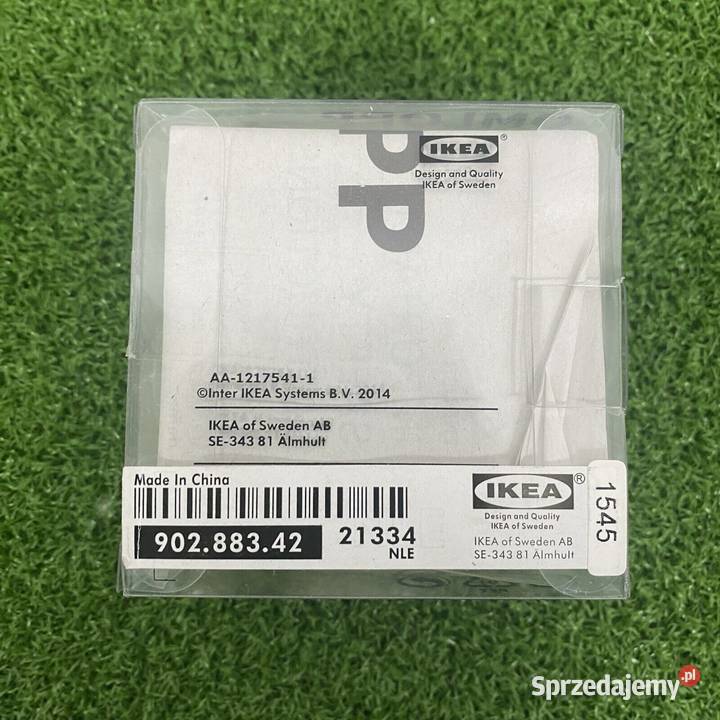 PP
IKEA®
Design and Quality
IKEA of Sweden
AA-1217541-1
©Inter IKEA Systems B.V. 2014
IKEA of Sweden AB
SE-343 81 Älmhult
Made In China
902.883.42
21334
NLE
IKEA®
Design and Quality
IKEA of Sweden
IKEA of Sweden AB
SE-343 81 Älmhult
1545
Sprzedajemy.pl